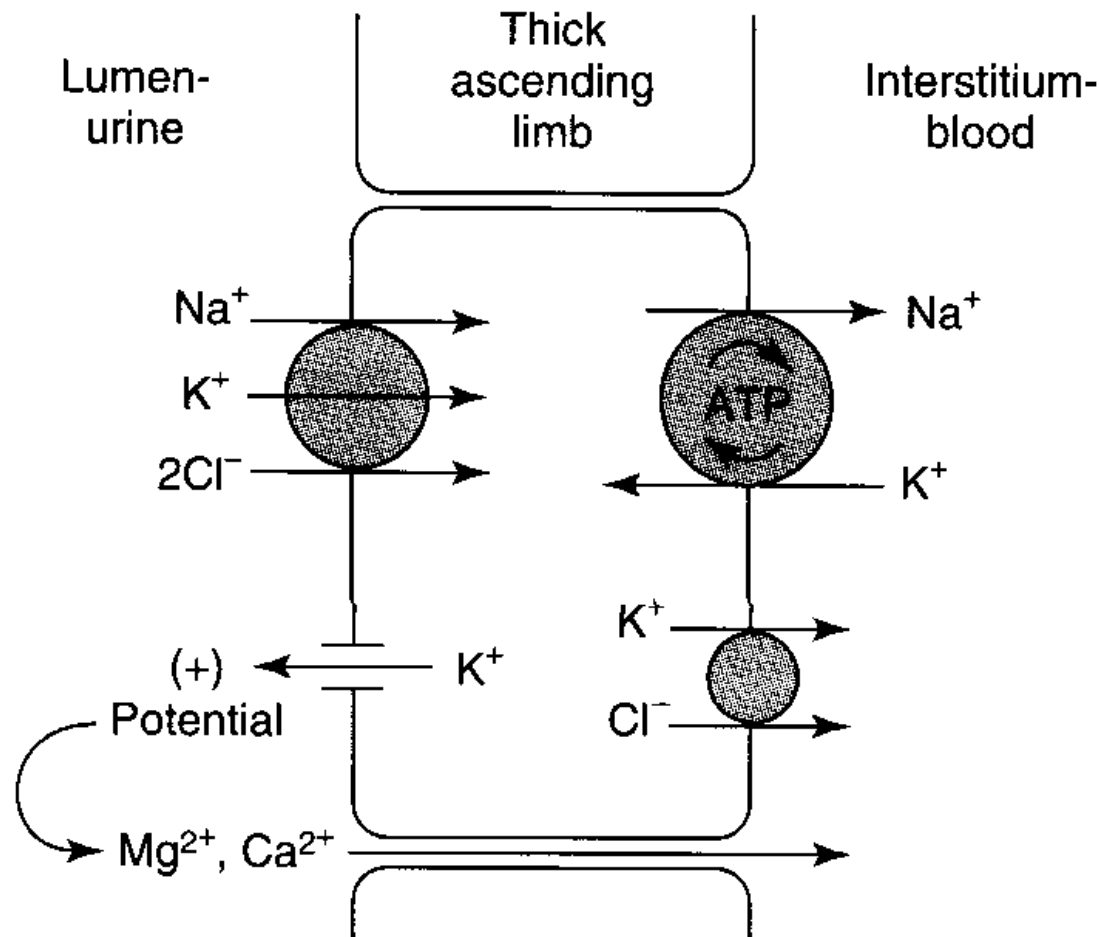 Lumen-
urine
Thick
ascending
limb
Interstitium-
blood
Na⁺
K⁺
2Cl⁻
ATP
Na⁺
K⁺
(+)
Potential
K⁺
K⁺
Cl⁻
Mg²⁺, Ca²⁺